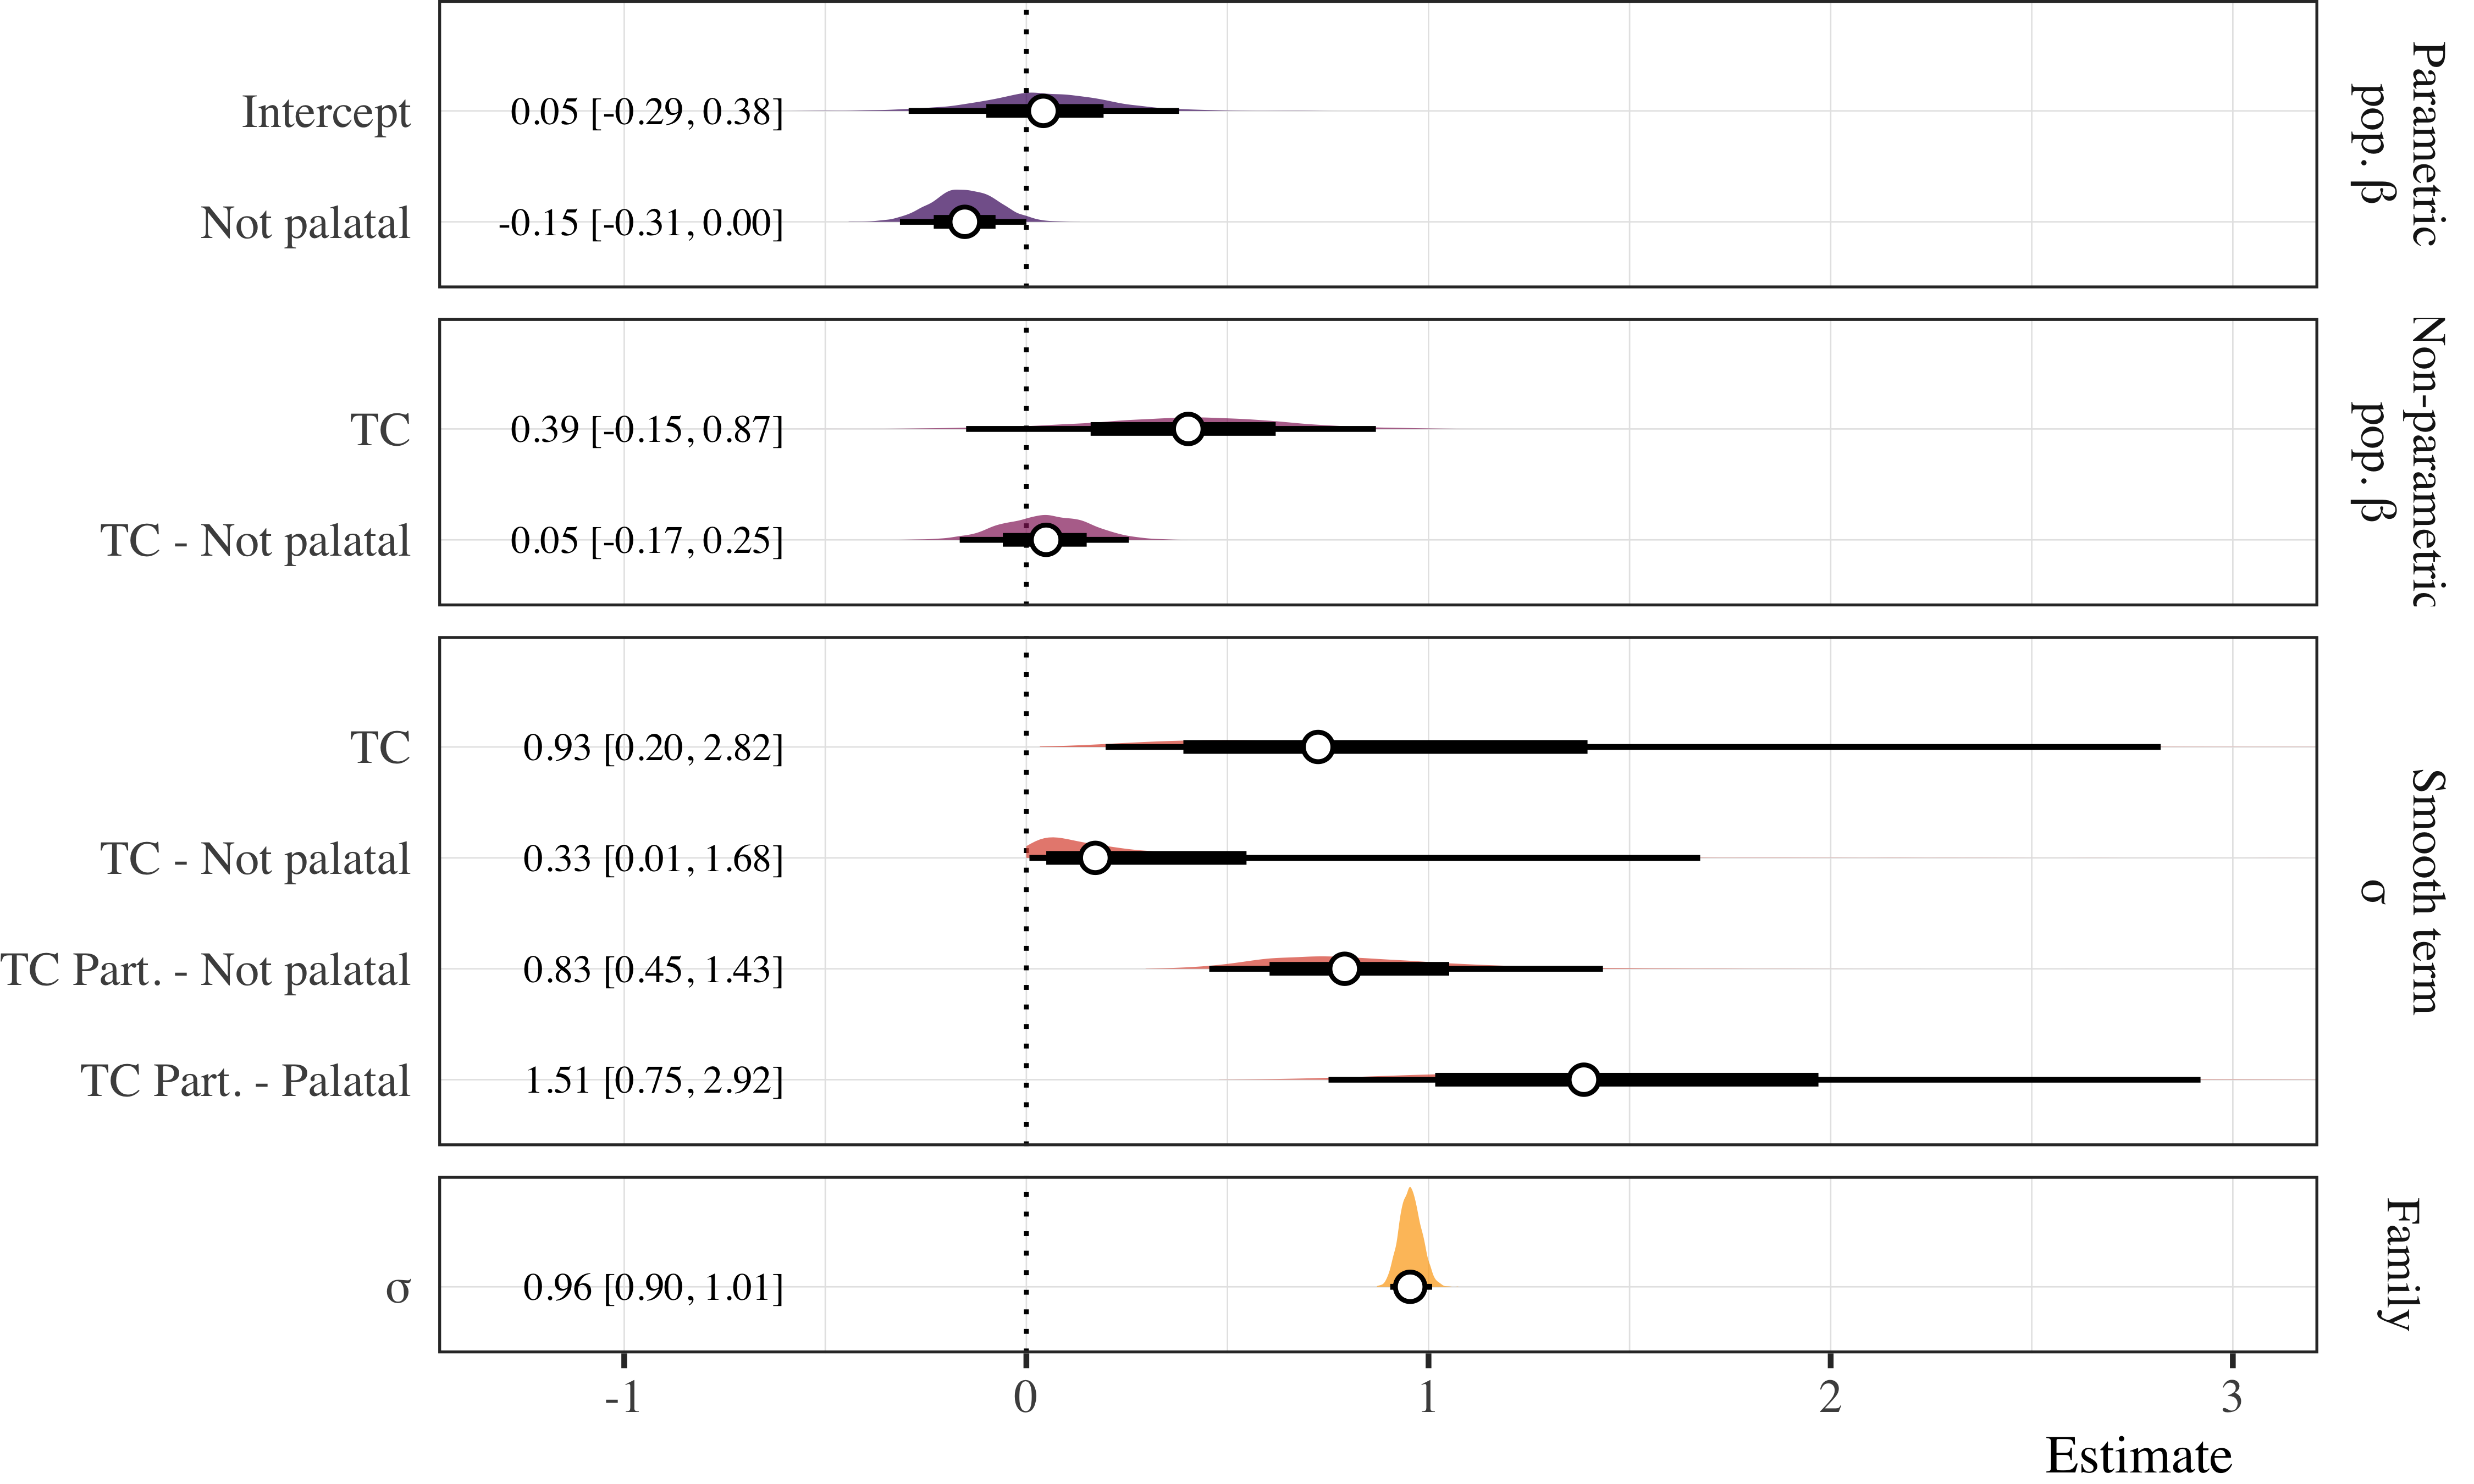 Intercept 0.05 [-0.29, 0.38]
Not palatal -0.15 [-0.31, 0.00]
Parametric
pop. β
TC 0.39 [-0.15, 0.87]
TC - Not palatal 0.05 [-0.17, 0.25]
Non-parametric
pop. β
TC 0.93 [0.20, 2.82]
TC - Not palatal 0.33 [0.01, 1.68]
TC Part. - Not palatal 0.83 [0.45, 1.43]
TC Part. - Palatal 1.51 [0.75, 2.92]
Smooth term
σ
σ 0.96 [0.90, 1.01]
Family
-1 0 1 2 3
Estimate